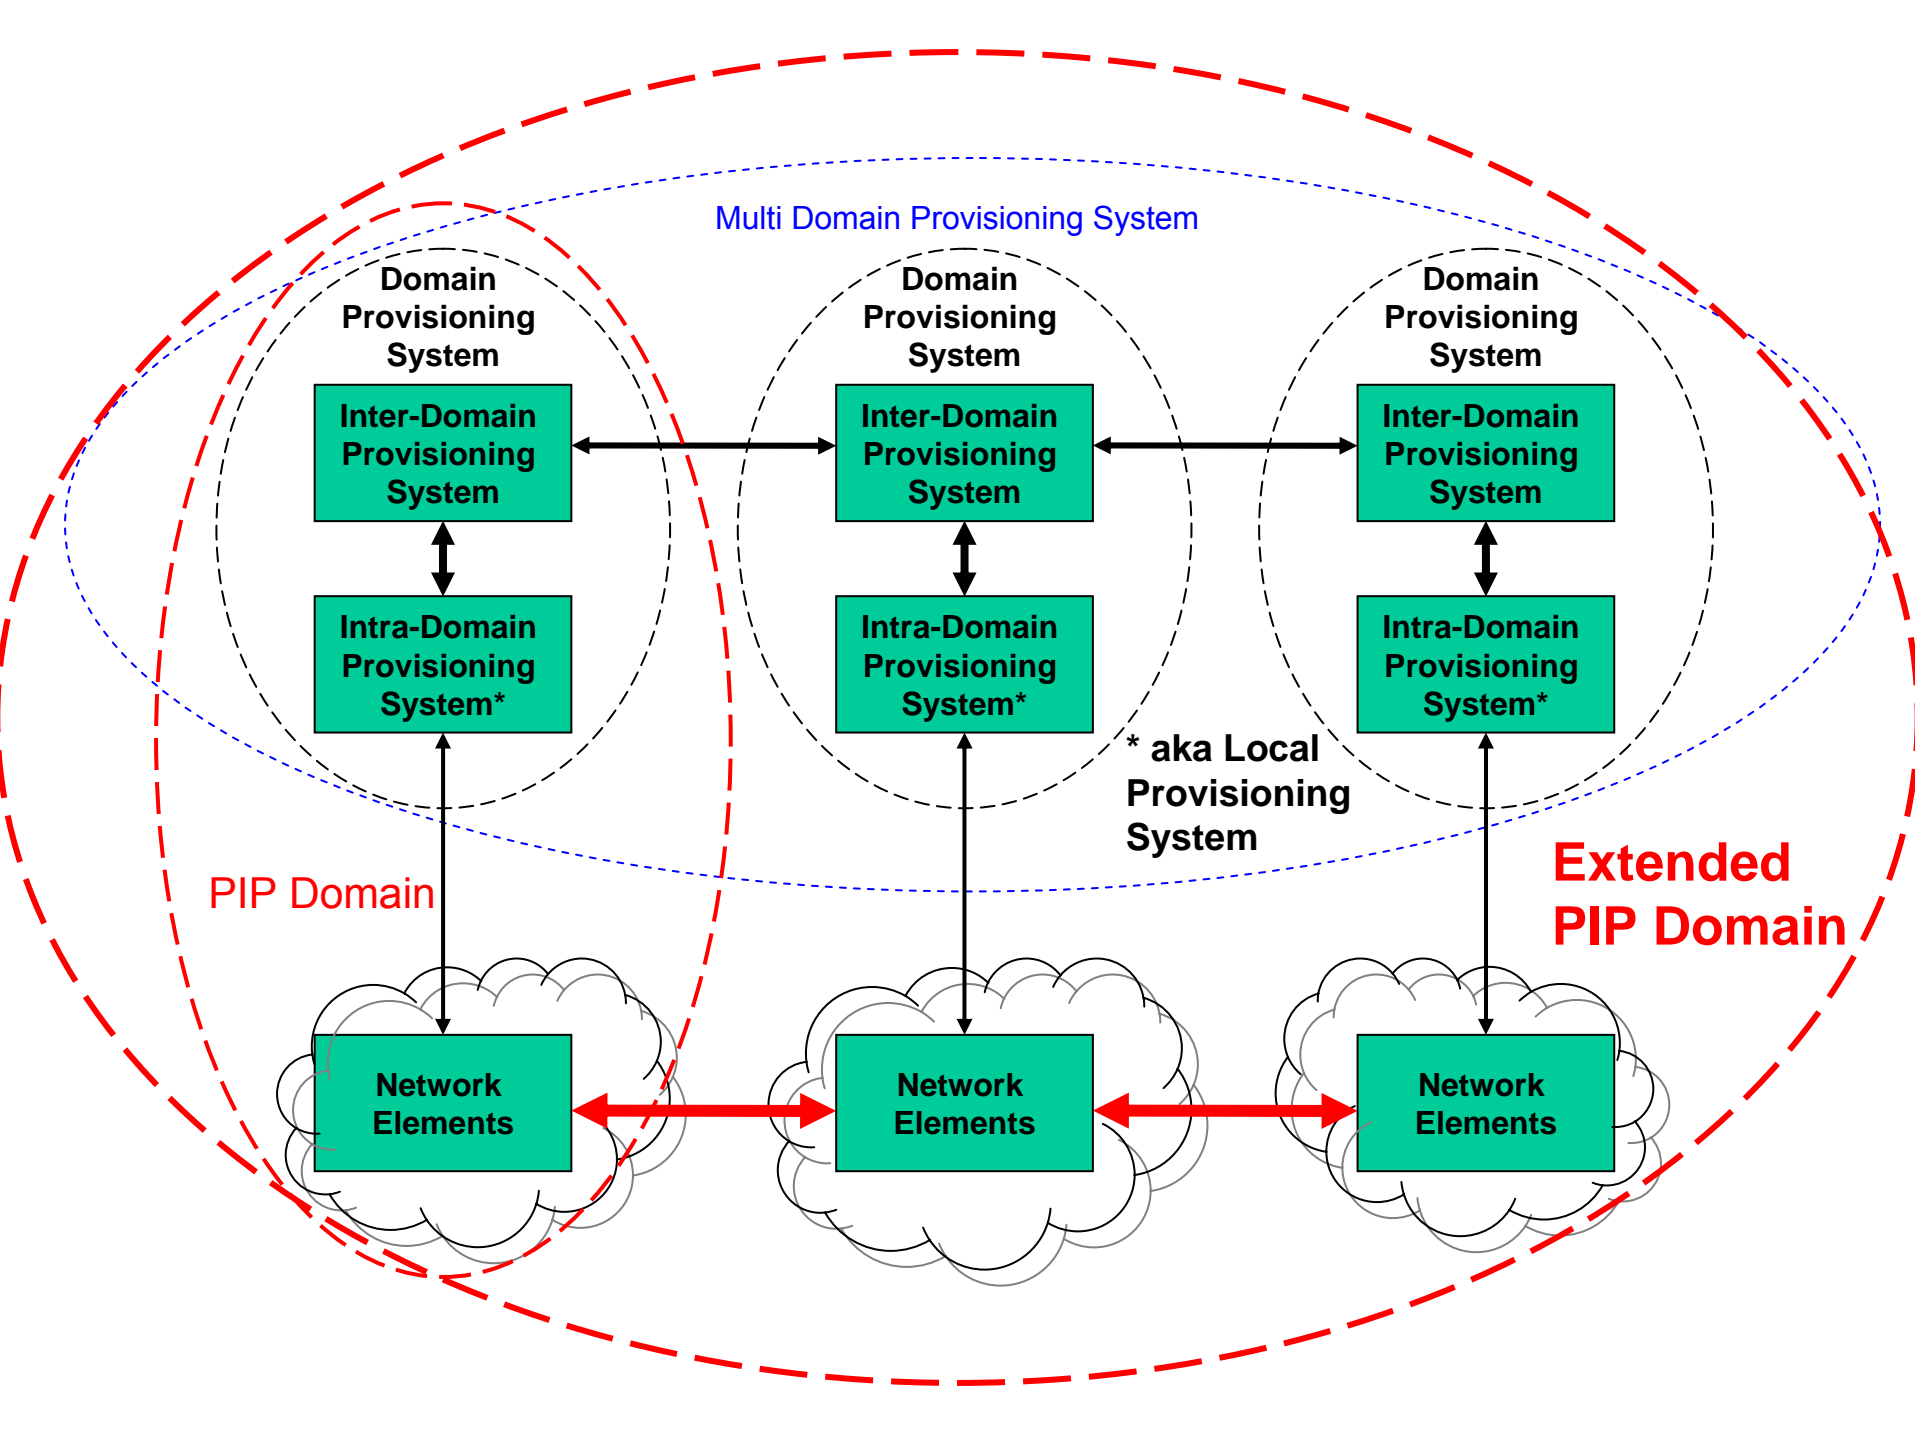 Multi Domain Provisioning System
Domain
Provisioning
System
Domain
Provisioning
System
Domain
Provisioning
System
Inter-Domain
Provisioning
System
Inter-Domain
Provisioning
System
Inter-Domain
Provisioning
System
Intra-Domain
Provisioning
System*
Intra-Domain
Provisioning
System*
Intra-Domain
Provisioning
System*
* aka Local
Provisioning
System
PIP Domain
Extended
PIP Domain
Network
Elements
Network
Elements
Network
Elements